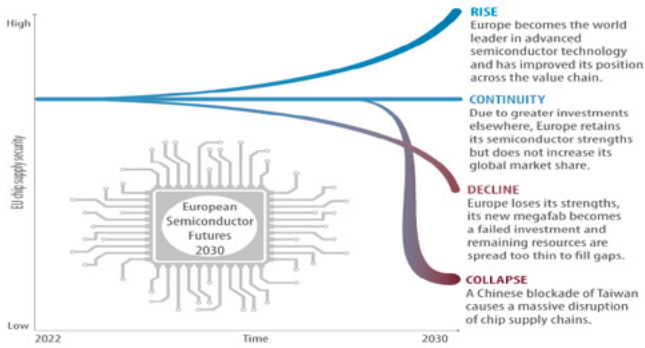 High
EU chip supply security
Low
2022
Time
2030
European
Semiconductor
Futures
2030
RISE
Europe becomes the world
leader in advanced
semiconductor technology
and has improved its position
across the value chain.
CONTINUITY
Due to greater investments
elsewhere, Europe retains
its semiconductor strengths
but does not increase its
global market share.
DECLINE
Europe loses its strengths,
its new megafab becomes
a failed investment and
remaining resources are
spread too thin to fill gaps.
COLLAPSE
A Chinese blockade of Taiwan
causes a massive disruption
of chip supply chains.